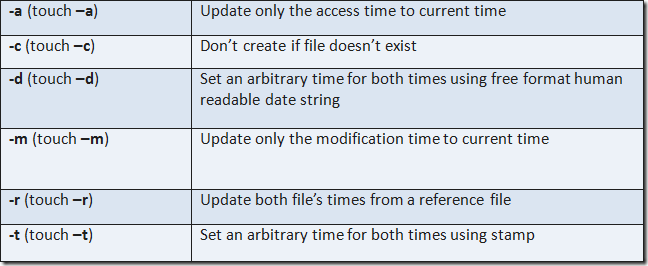 -a (touch –a) Update only the access time to current time
-c (touch –c) Don’t create if file doesn’t exist
-d (touch –d) Set an arbitrary time for both times using free format human
readable date string
-m (touch –m) Update only the modification time to current time
-r (touch –r) Update both file’s times from a reference file
-t (touch –t) Set an arbitrary time for both times using stamp